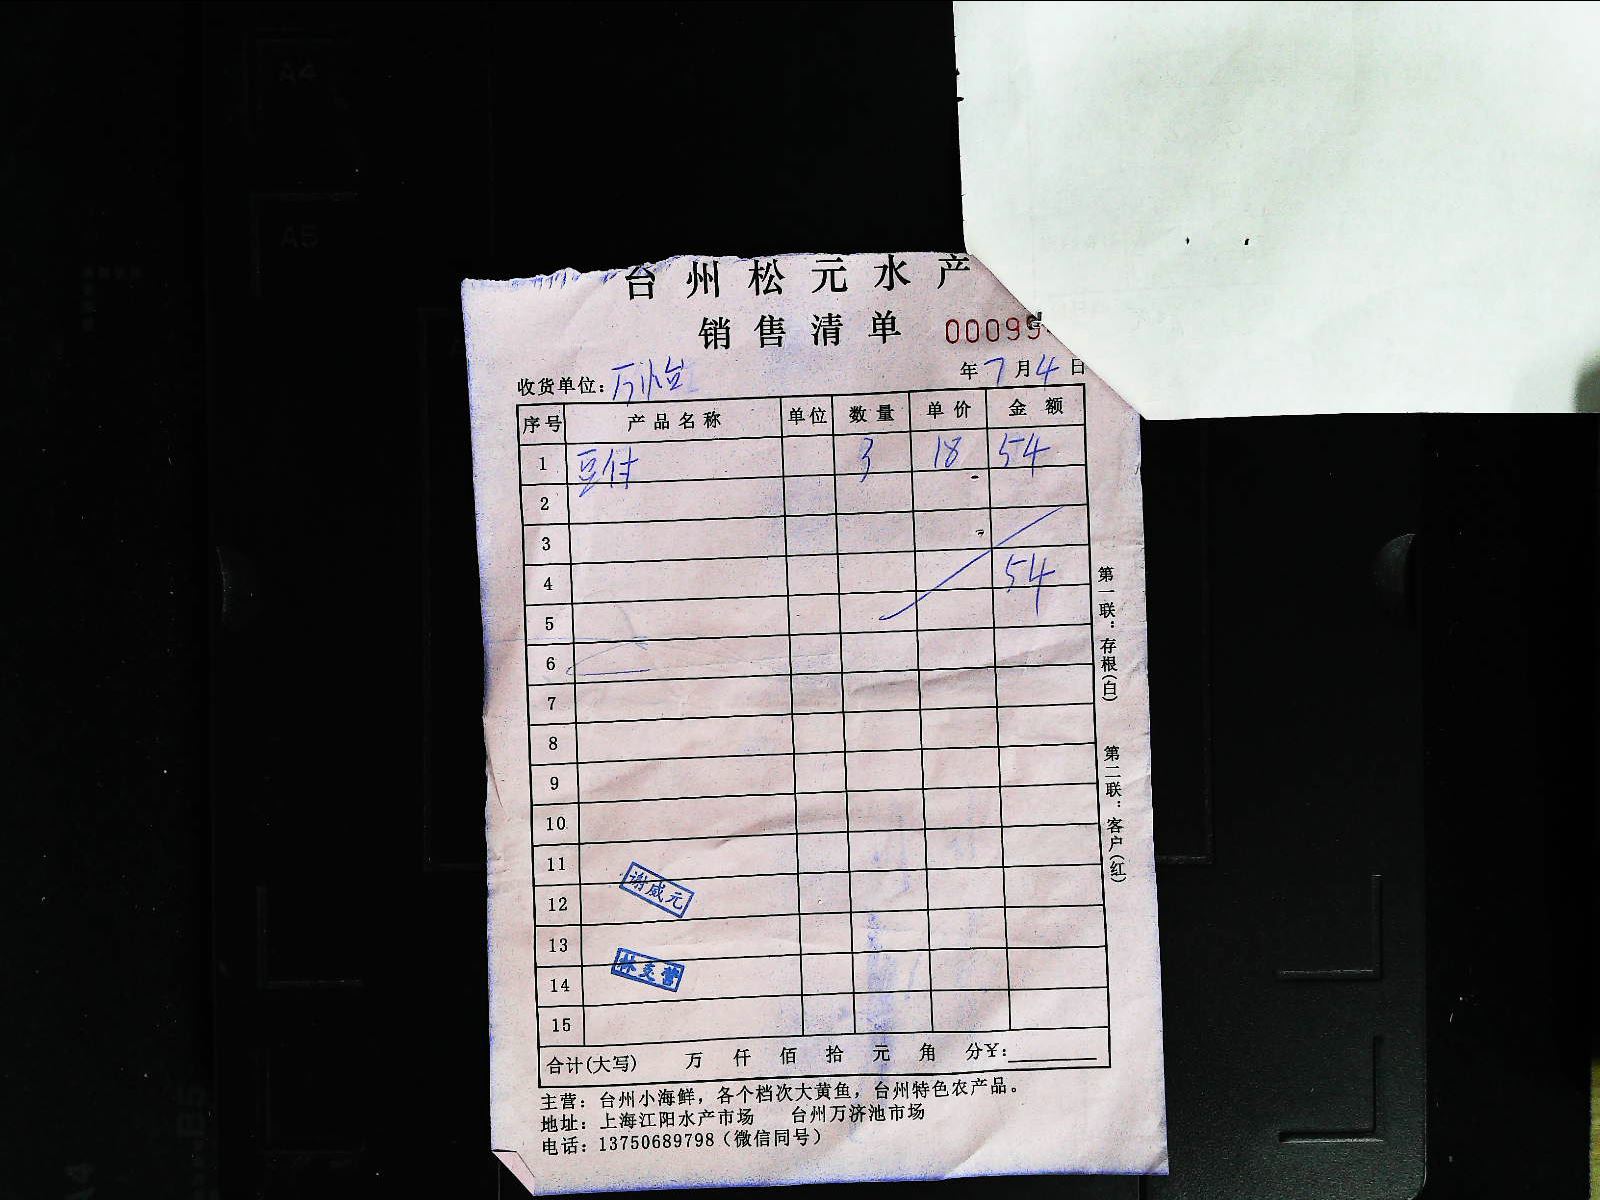 台州松元水产
销售清单 00099
收货单位： 年7月4日
序号 产品名称 单位 数量 单价 金额
1 豆付 3 18 54
2
3
4 54
5
6
7
8
9
10
11
谢威元
12
13
14
15
合计(大写) 万 仟 佰 拾 元 角 分￥：
主营：台州小海鲜，各个档次大黄鱼，台州特色农产品。
地址：上海江阳水产市场 台州万济池市场
电话：13750689798（微信同号）
第一联：存根(白) 第二联：客户(红)
A4
A5